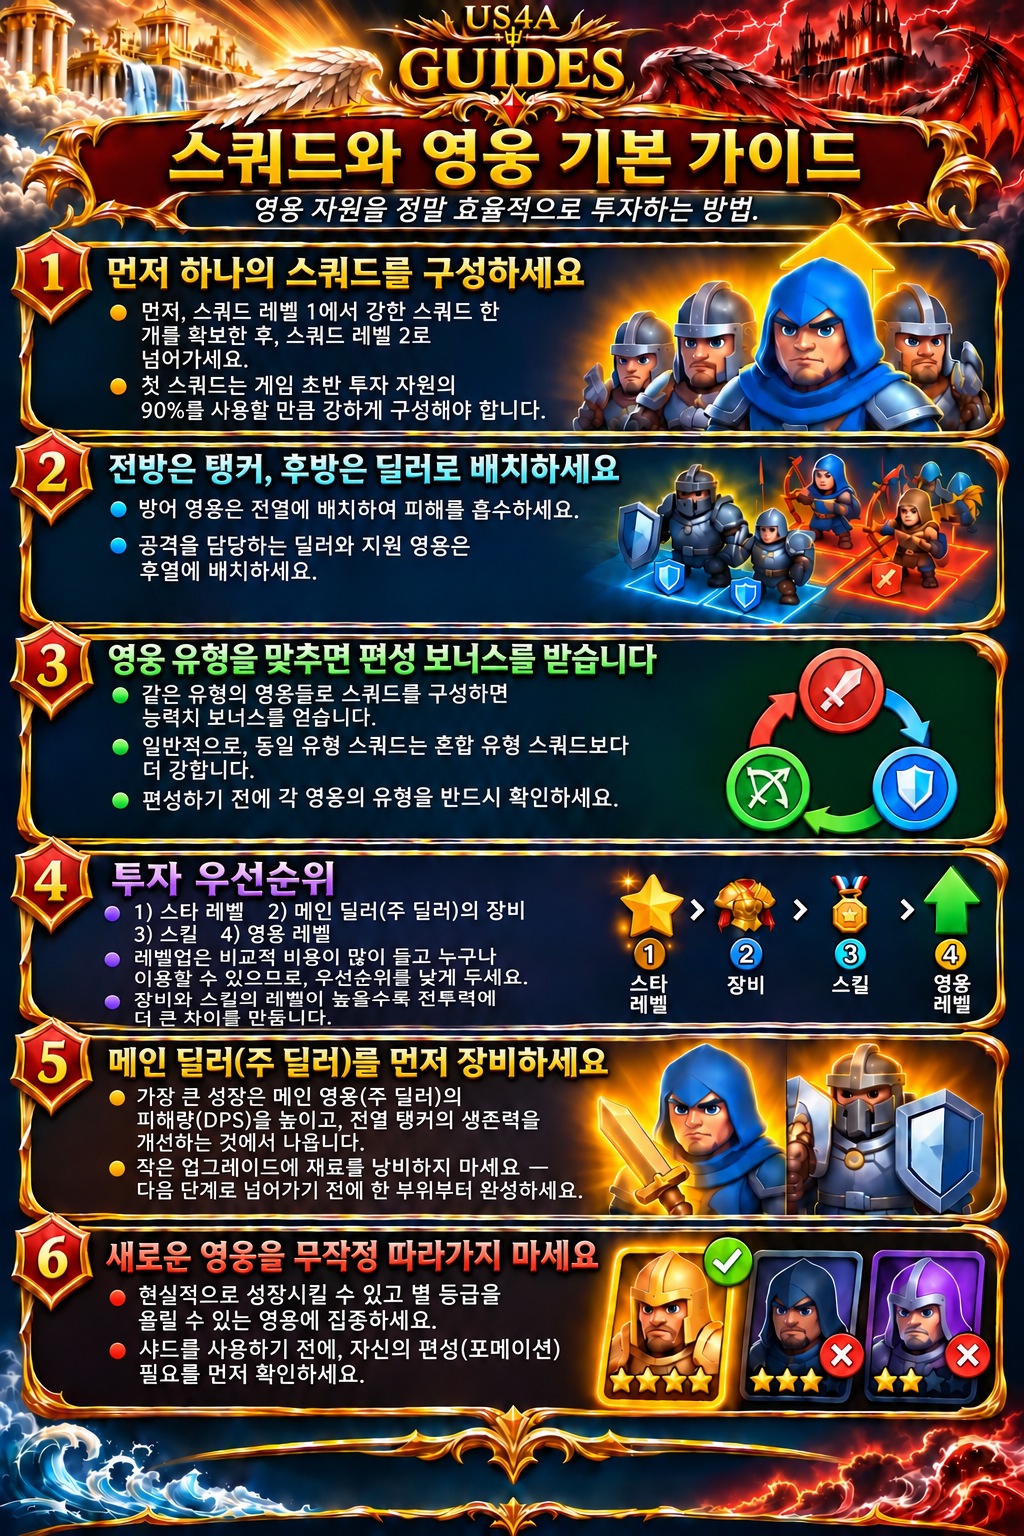 US4A
GUIDES
스쿼드와 영웅 기본 가이드
영웅 자원을 정말 효율적으로 투자하는 방법.
1
먼저 하나의 스쿼드를 구성하세요
먼저, 스쿼드 레벨 1에서 강한 스쿼드 한
개를 확보한 후, 스쿼드 레벨 2로
넘어가세요.
첫 스쿼드는 게임 초반 투자 자원의
90%를 사용할 만큼 강하게 구성해야 합니다.
2
전방은 탱커, 후방은 딜러로 배치하세요
방어 영웅은 전열에 배치하여 피해를 흡수하세요.
공격을 담당하는 딜러와 지원 영웅은
후열에 배치하세요.
3
영웅 유형을 맞추면 편성 보너스를 받습니다
같은 유형의 영웅들로 스쿼드를 구성하면
능력치 보너스를 얻습니다.
일반적으로, 동일 유형 스쿼드는 혼합 유형 스쿼드보다
더 강합니다.
편성하기 전에 각 영웅의 유형을 반드시 확인하세요.
4
투자 우선순위
1) 스타 레벨 2) 메인 딜러(주 딜러)의 장비
3) 스킬 4) 영웅 레벨
레벨업은 비교적 비용이 많이 들고 누구나
이용할 수 있으므로, 우선순위를 낮게 두세요.
장비와 스킬의 레벨이 높을수록 전투력에
더 큰 차이를 만듭니다.
1 2 3 4
스타 장비 스킬 영웅
레벨 레벨
5
메인 딜러(주 딜러)를 먼저 장비하세요
가장 큰 성장은 메인 영웅(주 딜러)의
피해량(DPS)을 높이고, 전열 탱커의 생존력을
개선하는 것에서 나옵니다.
작은 업그레이드에 재료를 낭비하지 마세요 —
다음 단계로 넘어가기 전에 한 부위부터 완성하세요.
6
새로운 영웅을 무작정 따라가지 마세요
현실적으로 성장시킬 수 있고 별 등급을
올릴 수 있는 영웅에 집중하세요.
샤드를 사용하기 전에, 자신의 편성(포메이션)
필요를 먼저 확인하세요.